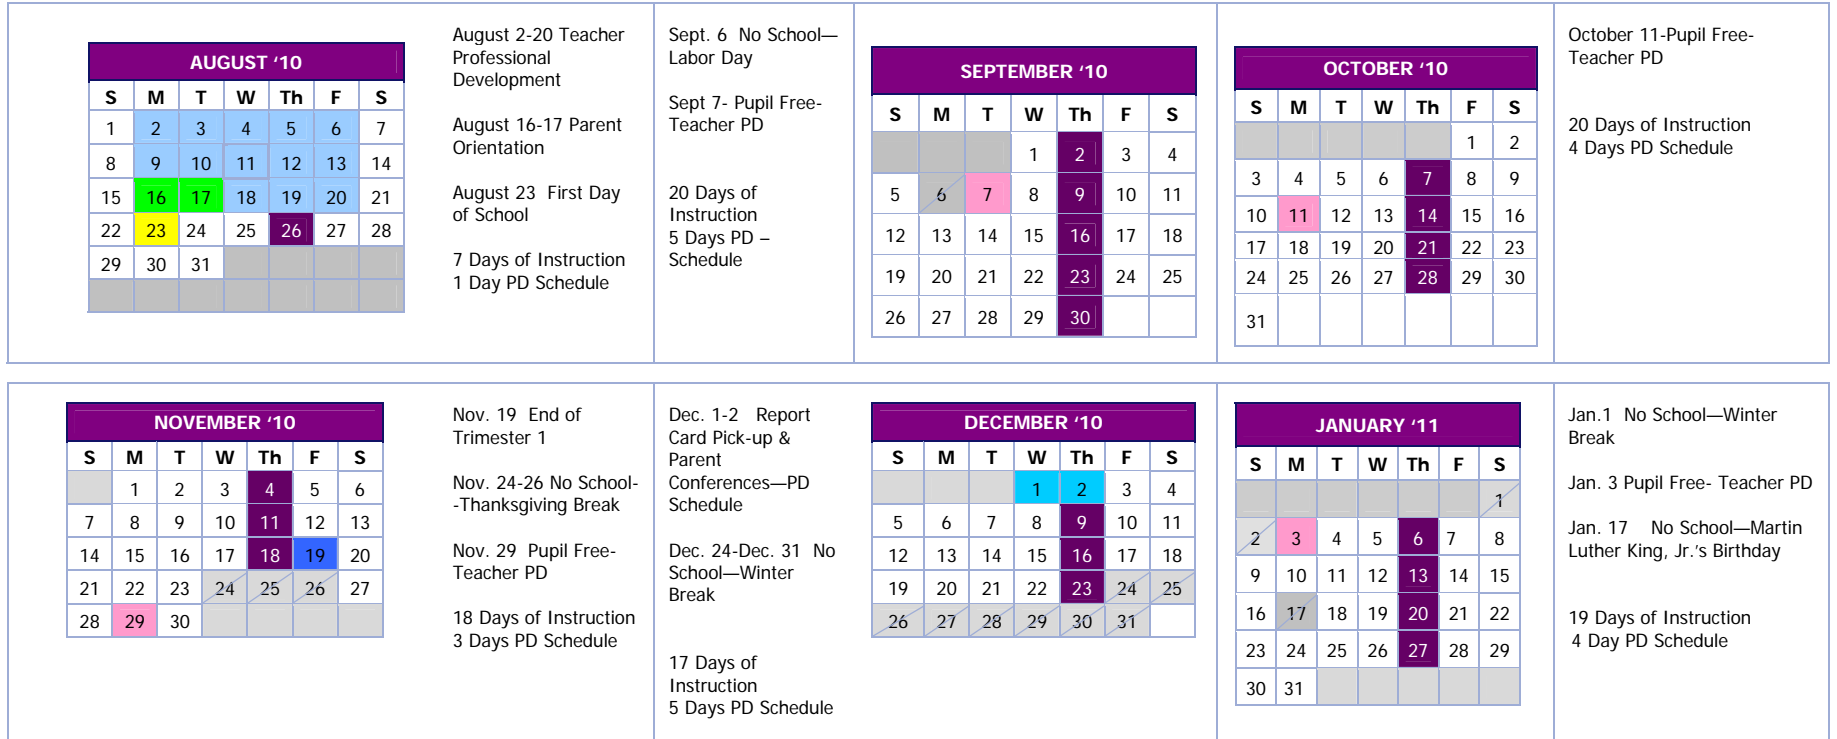 AUGUST ‘10
S M T W Th F S
1 2 3 4 5 6 7
8 9 10 11 12 13 14
15 16 17 18 19 20 21
22 23 24 25 26 27 28
29 30 31
August 2-20 Teacher
Professional
Development
August 16-17 Parent
Orientation
August 23 First Day
of School
7 Days of Instruction
1 Day PD Schedule
Sept. 6 No School—
Labor Day
Sept 7- Pupil Free-
Teacher PD
20 Days of
Instruction
5 Days PD –
Schedule
SEPTEMBER ‘10
S M T W Th F S
1 2 3 4
5 6 7 8 9 10 11
12 13 14 15 16 17 18
19 20 21 22 23 24 25
26 27 28 29 30
OCTOBER ‘10
S M T W Th F S
1 2
3 4 5 6 7 8 9
10 11 12 13 14 15 16
17 18 19 20 21 22 23
24 25 26 27 28 29 30
31
October 11-Pupil Free-
Teacher PD
20 Days of Instruction
4 Days PD Schedule
NOVEMBER ‘10
S M T W Th F S
1 2 3 4 5 6
7 8 9 10 11 12 13
14 15 16 17 18 19 20
21 22 23 24 25 26 27
28 29 30
Nov. 19 End of
Trimester 1
Nov. 24-26 No School-
-Thanksgiving Break
Nov. 29 Pupil Free-
Teacher PD
18 Days of Instruction
3 Days PD Schedule
Dec. 1-2 Report
Card Pick-up &
Parent
Conferences—PD
Schedule
Dec. 24-Dec. 31 No
School—Winter
Break
17 Days of
Instruction
5 Days PD Schedule
DECEMBER ‘10
S M T W Th F S
1 2 3 4
5 6 7 8 9 10 11
12 13 14 15 16 17 18
19 20 21 22 23 24 25
26 27 28 29 30 31
JANUARY ‘11
S M T W Th F S
1
2 3 4 5 6 7 8
9 10 11 12 13 14 15
16 17 18 19 20 21 22
23 24 25 26 27 28 29
30 31
Jan.1 No School—Winter
Break
Jan. 3 Pupil Free- Teacher PD
Jan. 17 No School—Martin
Luther King, Jr.’s Birthday
19 Days of Instruction
4 Day PD Schedule